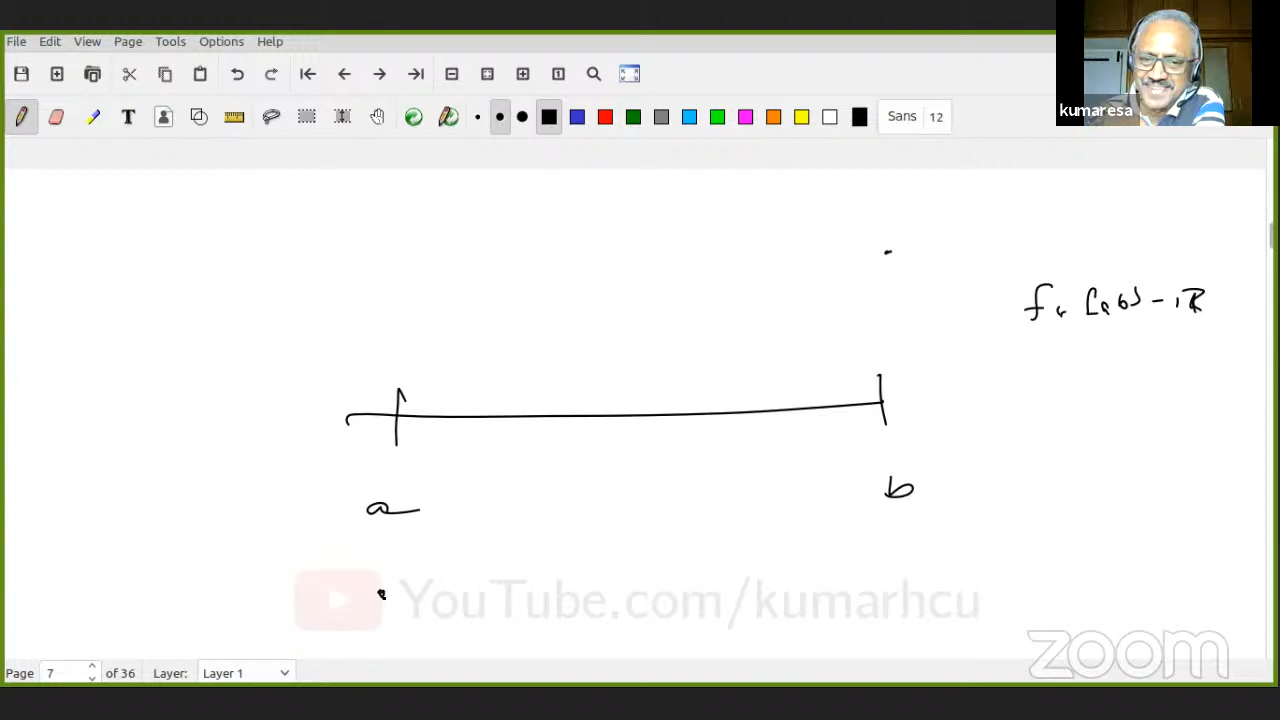 File Edit View Page Tools Options Help
kumaresa
T
1
Sans 12
f: [a, b] → ℝ
a
b
YouTube.com/kumarhcu
zoom
Page 7 of 36 Layer: Layer 1